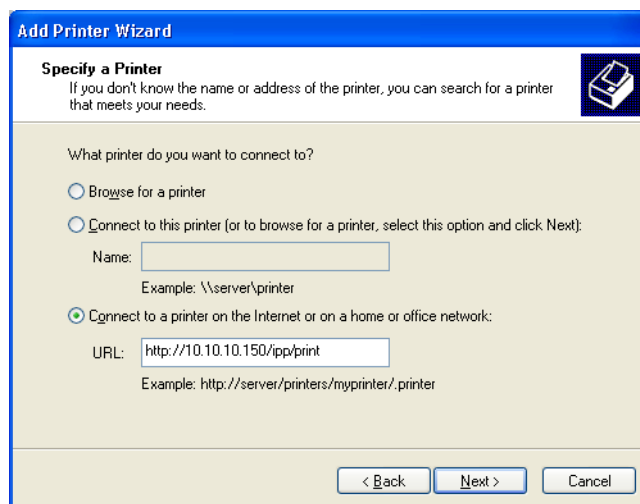 Add Printer Wizard
Specify a Printer
If you don't know the name or address of the printer, you can search for a printer
that meets your needs.
What printer do you want to connect to?
Browse for a printer
Connect to this printer (or to browse for a printer, select this option and click Next):
Name:
Example: \\server\printer
Connect to a printer on the Internet or on a home or office network:
URL: http://10.10.10.150/ipp/print
Example: http://server/printers/myprinter/.printer
< Back Next > Cancel